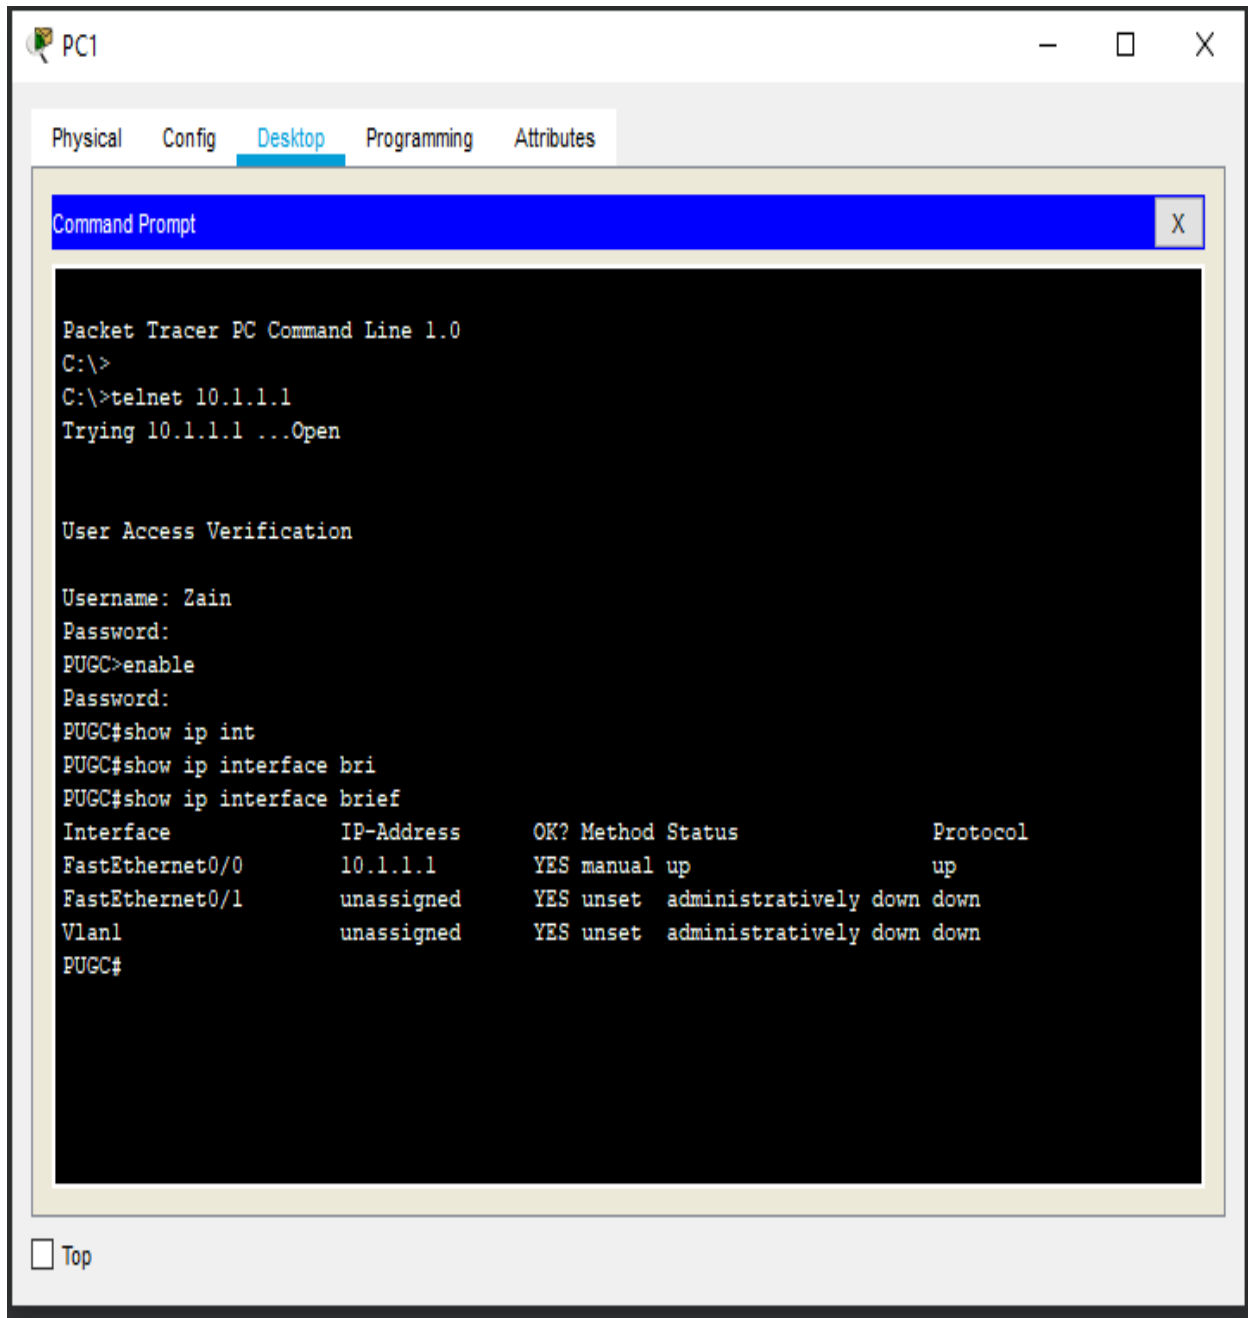 PC1
Physical Config Desktop Programming Attributes
Command Prompt X
Packet Tracer PC Command Line 1.0
C:\>
C:\>telnet 10.1.1.1
Trying 10.1.1.1 ...Open
User Access Verification
Username: Zain
Password:
PUGC>enable
Password:
PUGC#show ip int
PUGC#show ip interface bri
PUGC#show ip interface brief
Interface IP-Address OK? Method Status Protocol
FastEthernet0/0 10.1.1.1 YES manual up up
FastEthernet0/1 unassigned YES unset administratively down down
Vlan1 unassigned YES unset administratively down down
PUGC#
Top